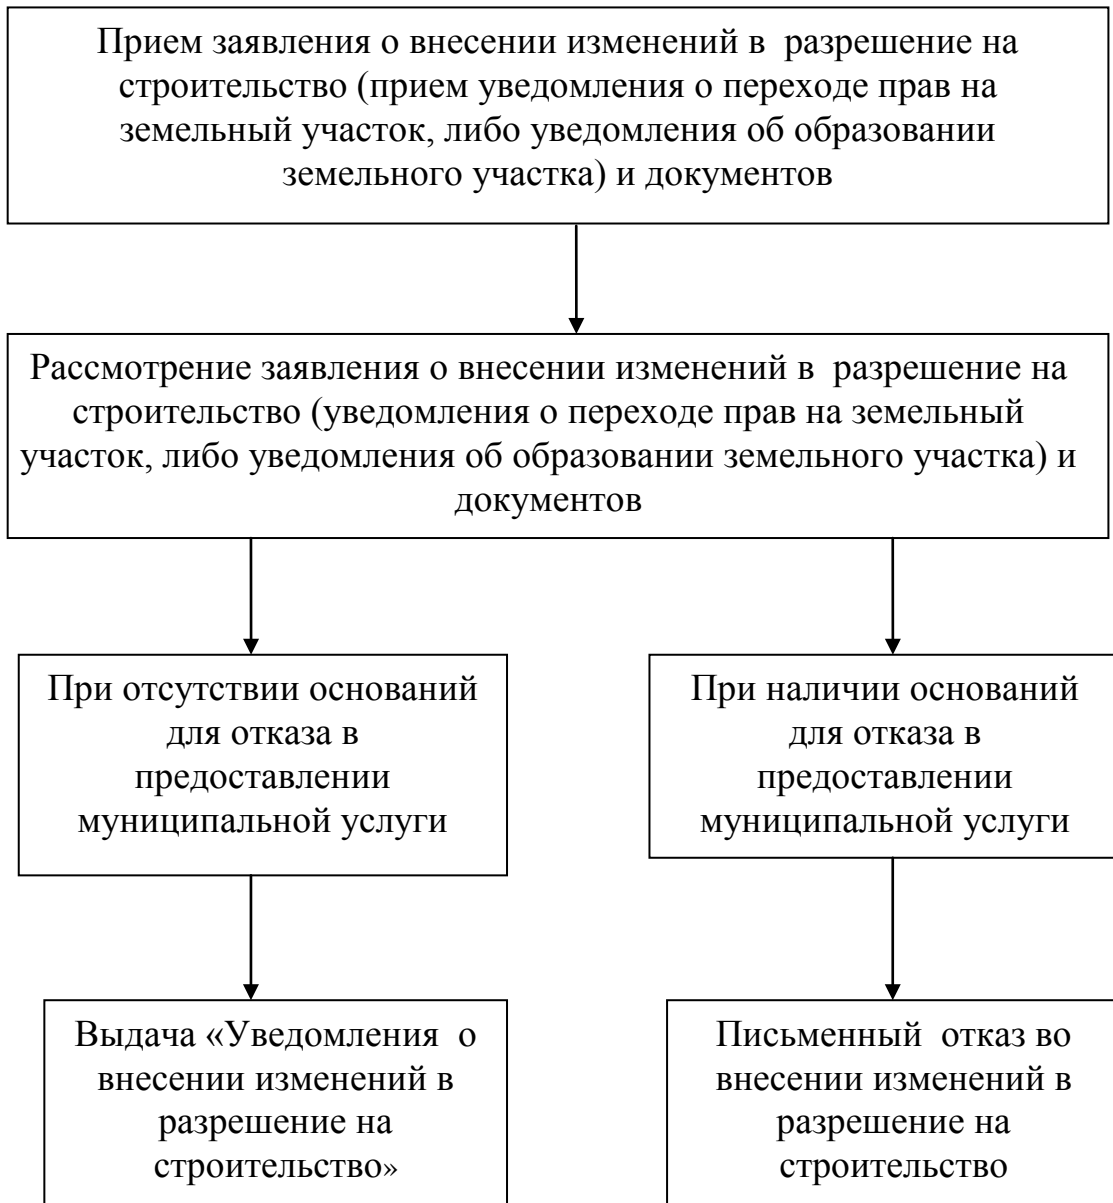 Прием заявления о внесении изменений в разрешение на
строительство (прием уведомления о переходе прав на
земельный участок, либо уведомления об образовании
земельного участка) и документов
Рассмотрение заявления о внесении изменений в разрешение на
строительство (уведомления о переходе прав на земельный
участок, либо уведомления об образовании земельного участка) и
документов
При отсутствии оснований
для отказа в
предоставлении
муниципальной услуги
При наличии оснований
для отказа в
предоставлении
муниципальной услуги
Выдача «Уведомления о
внесении изменений в
разрешение на
строительство»
Письменный отказ во
внесении изменений в
разрешение на
строительство